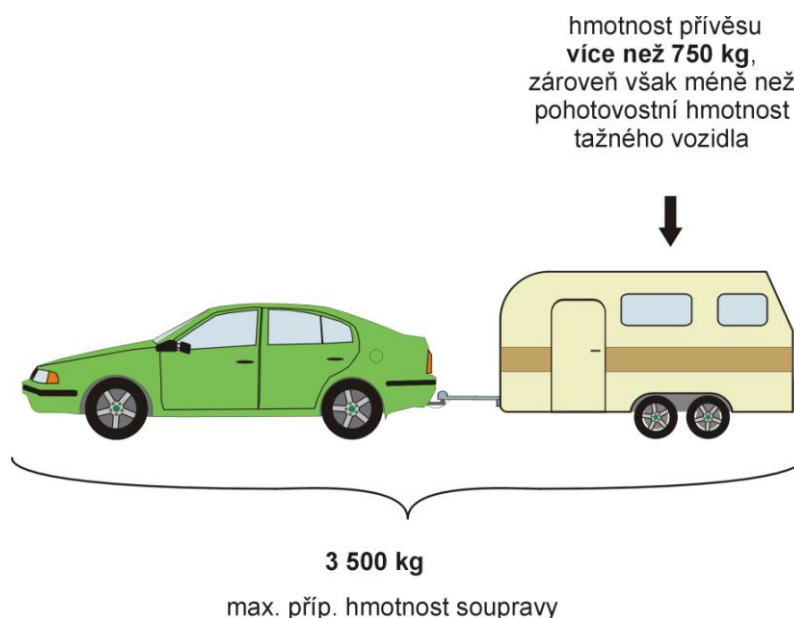 hmotnost přívěsu
více než 750 kg,
zároveň však méně než
pohotovostní hmotnost
tažného vozidla
3 500 kg
max. příp. hmotnost soupravy